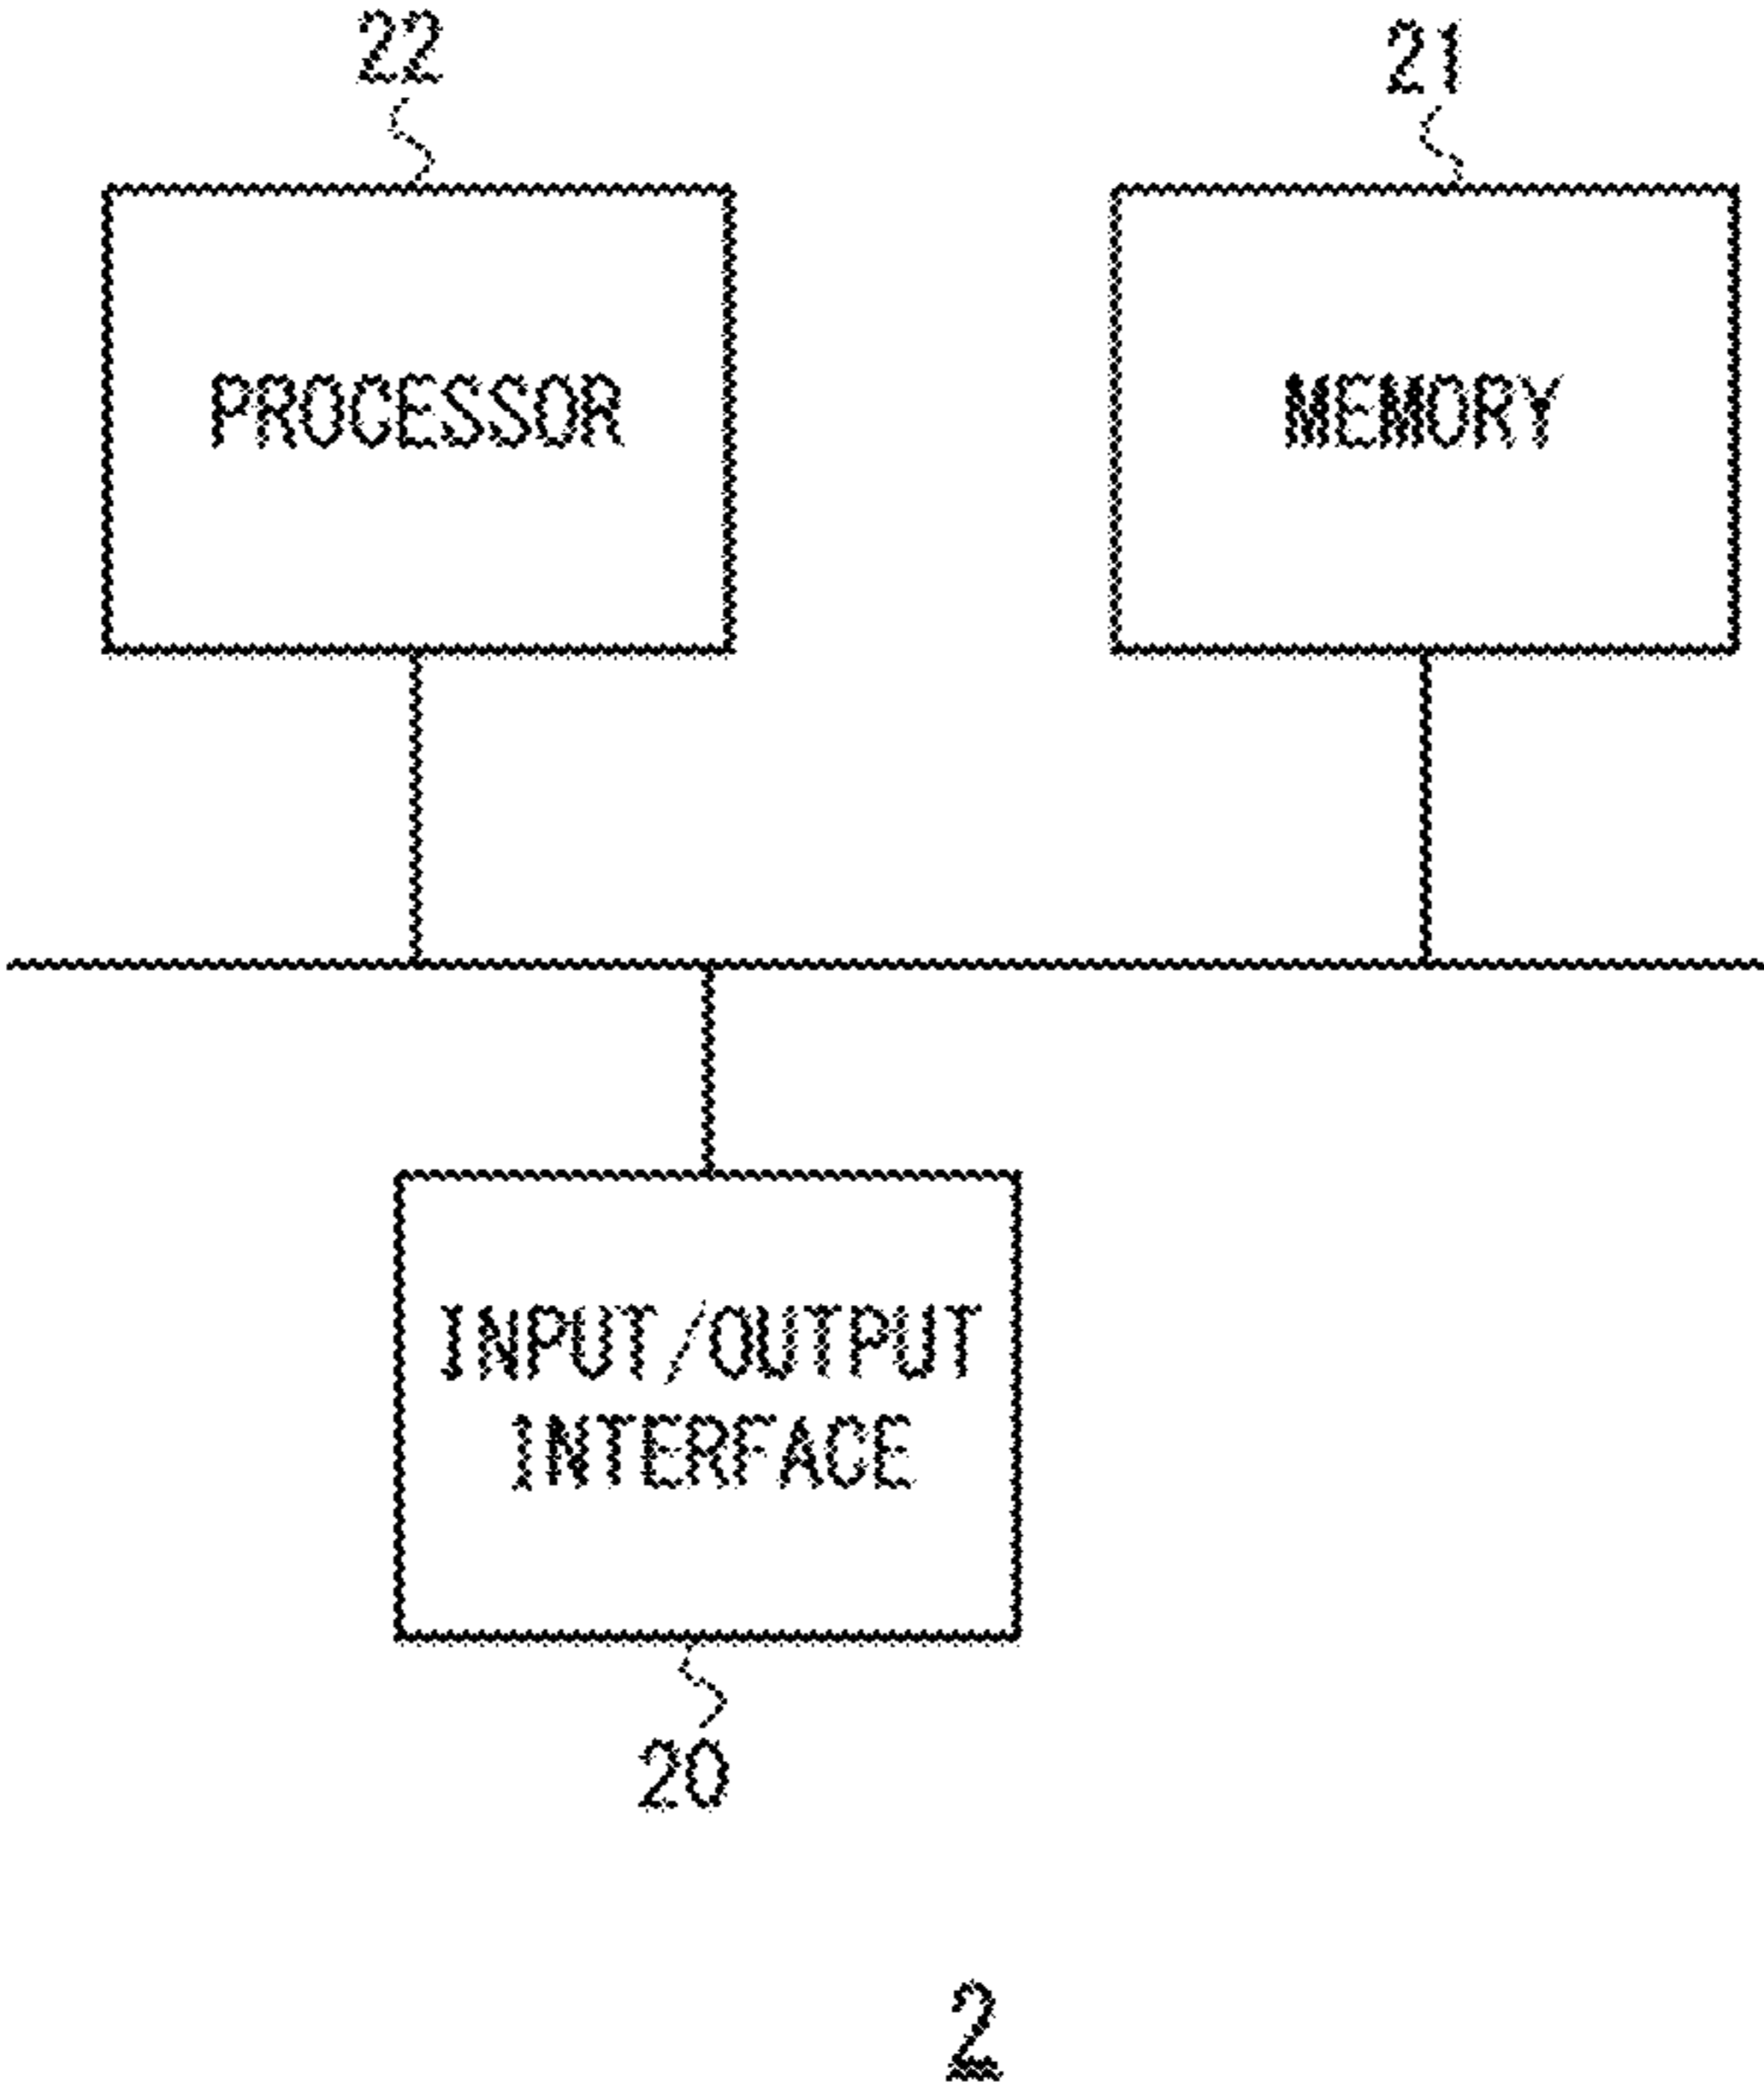 22
21
PROCESSOR
MEMORY
INPUT/OUTPUT
INTERFACE
20
2